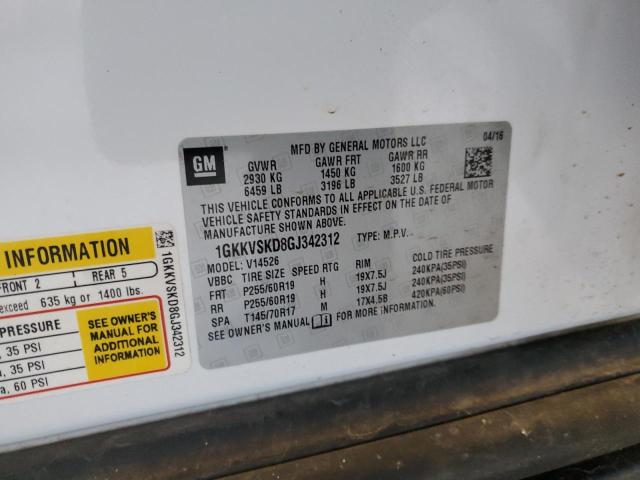 INFORMATION
FRONT 2
REAR 5
exceed 635 kg or 1400 lbs.
PRESSURE
35 PSI
35 PSI
60 PSI
SEE OWNER'S
MANUAL FOR
ADDITIONAL
INFORMATION
1GKKVSKD8GJ342312
GM
MFD BY GENERAL MOTORS LLC
04/16
GVWR GAWR FRT GAWR RR
2930 KG 1450 KG 1600 KG
6459 LB 3196 LB 3527 LB
THIS VEHICLE CONFORMS TO ALL APPLICABLE U.S. FEDERAL MOTOR
VEHICLE SAFETY STANDARDS IN EFFECT ON THE DATE OF
MANUFACTURE SHOWN ABOVE.
1GKKVSKD8GJ342312 TYPE: M.P.V.
MODEL: V14526
VBBC TIRE SIZE SPEED RTG RIM COLD TIRE PRESSURE
FRT P255/60R19 H 19X7.5J 240KPA(35PSI)
RR P255/60R19 H 19X7.5J 240KPA(35PSI)
SPA T145/70R17 M 17X4.5B 420KPA(60PSI)
SEE OWNER'S MANUAL FOR MORE INFORMATION.